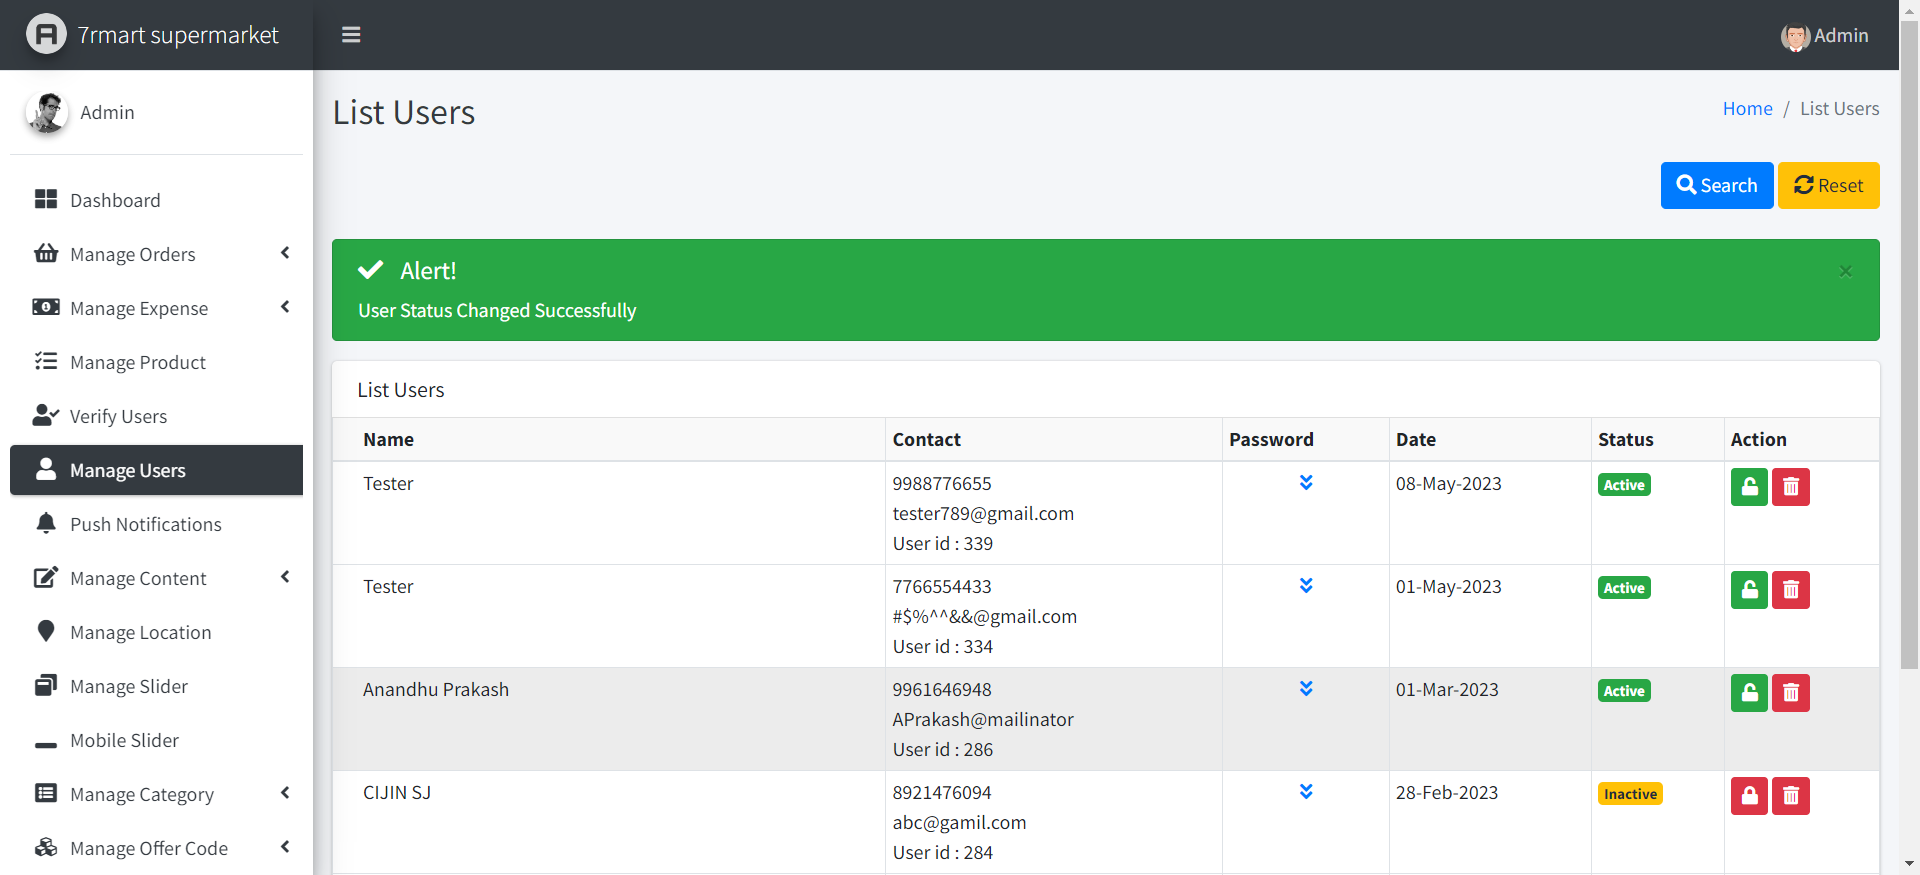 7rmart supermarket
Admin
Admin
List Users
Home / List Users
Search
Reset
Dashboard
Manage Orders
Manage Expense
Manage Product
Verify Users
Manage Users
Push Notifications
Manage Content
Manage Location
Manage Slider
Mobile Slider
Manage Category
Manage Offer Code
Alert!
×
User Status Changed Successfully
List Users
Name Contact Password Date Status Action
Tester 9988776655 08-May-2023 Active
tester789@gmail.com
User id : 339
Tester 7766554433 01-May-2023 Active
#$%^^&&@gmail.com
User id : 334
Anandhu Prakash 9961646948 01-Mar-2023 Active
APrakash@mailinator
User id : 286
CIJIN SJ 8921476094 28-Feb-2023 Inactive
abc@gamil.com
User id : 284